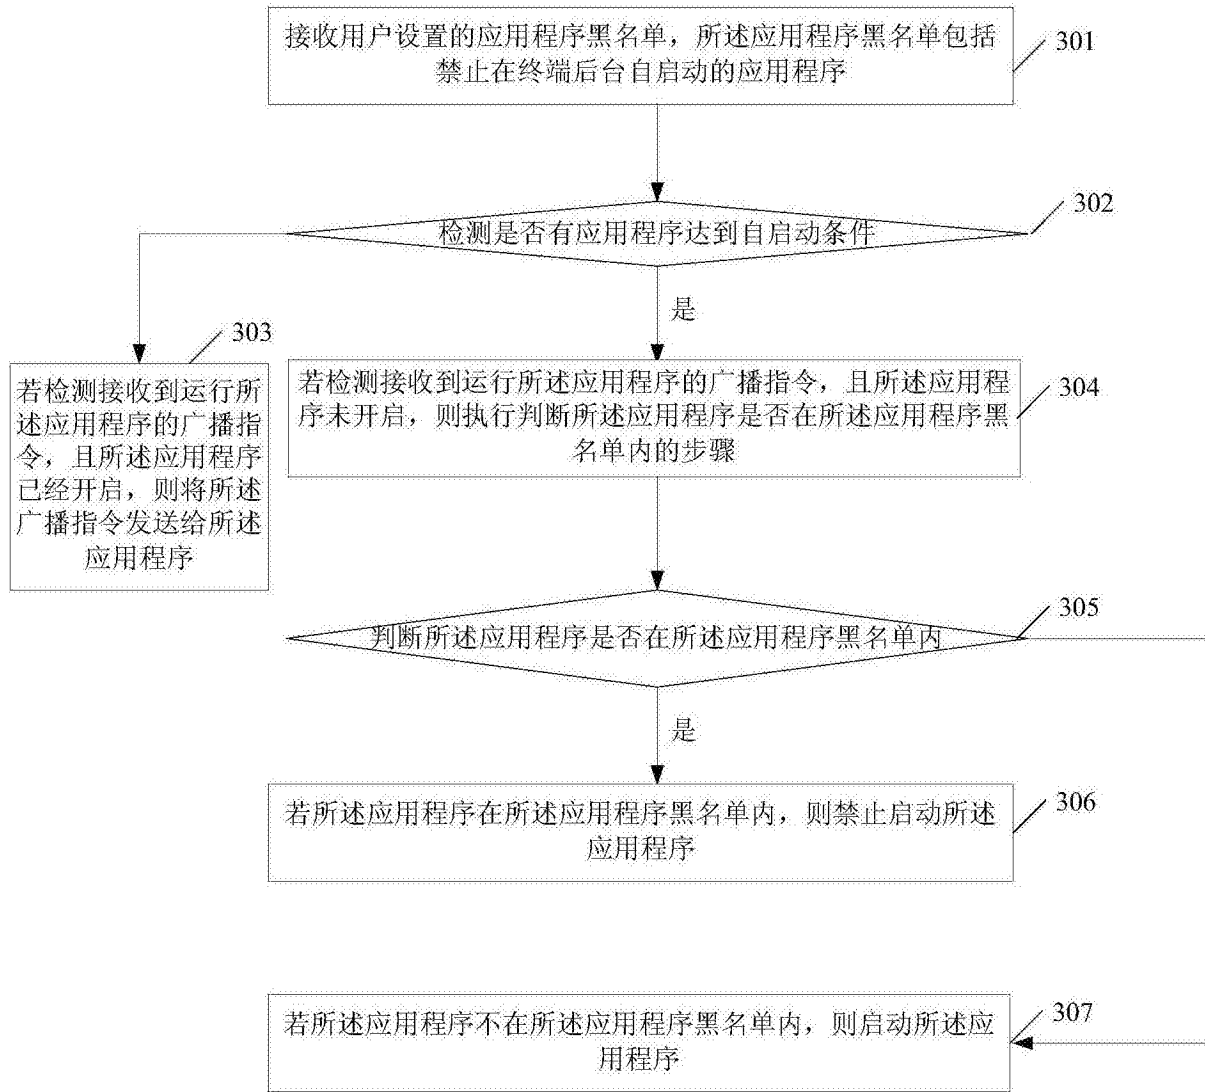 接收用户设置的应用程序黑名单，所述应用程序黑名单包括
禁止在终端后台自启动的应用程序
301
检测是否有应用程序达到自启动条件
302
是
303
若检测接收到运行所
述应用程序的广播指
令，且所述应用程序
已经开启，则将所述
广播指令发送给所述
应用程序
若检测接收到运行所述应用程序的广播指令，且所述应用程
序未开启，则执行判断所述应用程序是否在所述应用程序黑
名单内的步骤
304
判断所述应用程序是否在所述应用程序黑名单内
305
是
若所述应用程序在所述应用程序黑名单内，则禁止启动所述
应用程序
306
若所述应用程序不在所述应用程序黑名单内，则启动所述应
用程序
307